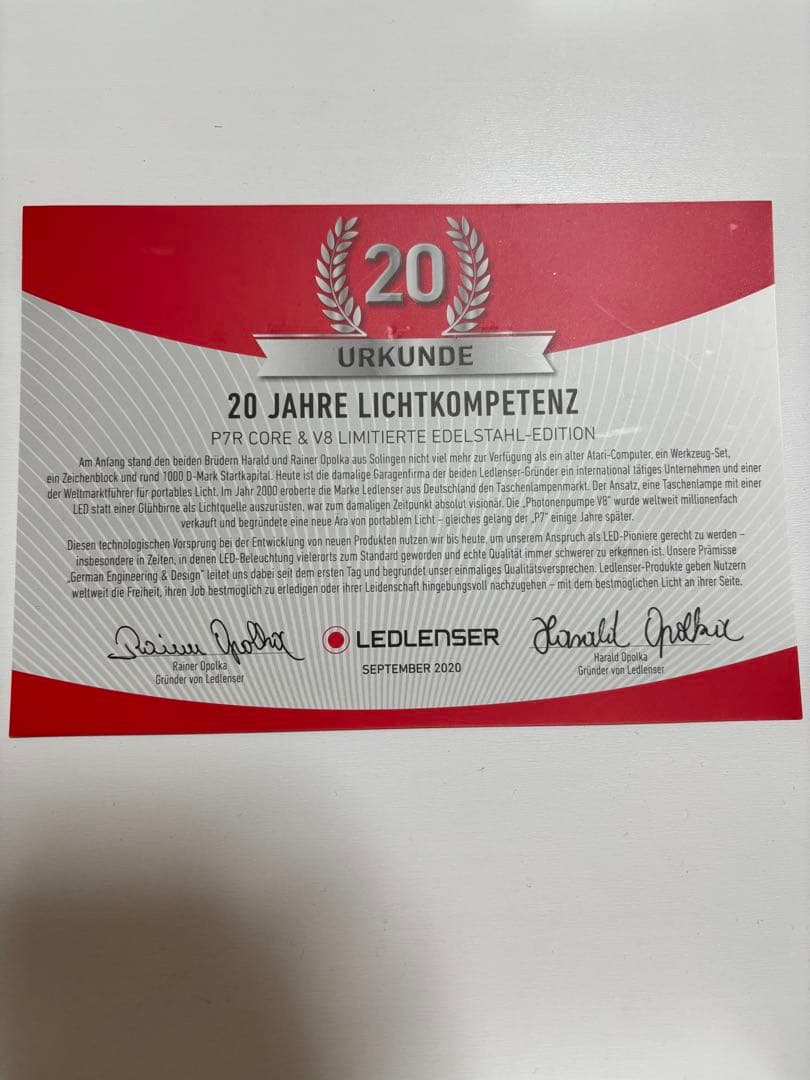 20
URKUNDE
20 JAHRE LICHTKOMPETENZ
P7R CORE & V8 LIMITIERTE EDELSTAHL-EDITION
Am Anfang stand den beiden Brüdern Harald und Rainer Opolka aus Solingen nicht viel mehr zur Verfügung als ein alter Atari-Computer, ein Werkzeug-Set,
ein Zeichenblock und rund 1000 D-Mark Startkapital. Heute ist die damalige Garagenfirma der beiden Ledlenser-Gründer ein international tätiges Unternehmen und einer
der Weltmarktführer für portables Licht. Im Jahr 2000 eroberte die Marke Ledlenser aus Deutschland den Taschenlampenmarkt. Der Ansatz, eine Taschenlampe mit einer
LED statt einer Glühbirne als Lichtquelle auszurüsten, war zum damaligen Zeitpunkt absolut visionär. Die „Photonenpumpe V8" wurde weltweit millionenfach
verkauft und begründete eine neue Ära von portablem Licht – gleiches gelang der „P7" einige Jahre später.
Diesen technologischen Vorsprung bei der Entwicklung von neuen Produkten nutzen wir bis heute, um unserem Anspruch als LED-Pioniere gerecht zu werden –
insbesondere in Zeiten, in denen LED-Beleuchtung vielerorts zum Standard geworden und echte Qualität immer schwerer zu erkennen ist. Unsere Prämisse
„German Engineering & Design" leitet uns dabei seit dem ersten Tag und begründet unser einmaliges Qualitätsversprechen. Ledlenser-Produkte geben Nutzern
weltweit die Freiheit, ihren Job bestmöglich zu erledigen oder ihrer Leidenschaft hingebungsvoll nachzugehen – mit dem bestmöglichen Licht an ihrer Seite.
Rainer Opolka
LEDLENSER
Harald Opolka
Rainer Opolka
Gründer von Ledlenser
SEPTEMBER 2020
Harald Opolka
Gründer von Ledlenser